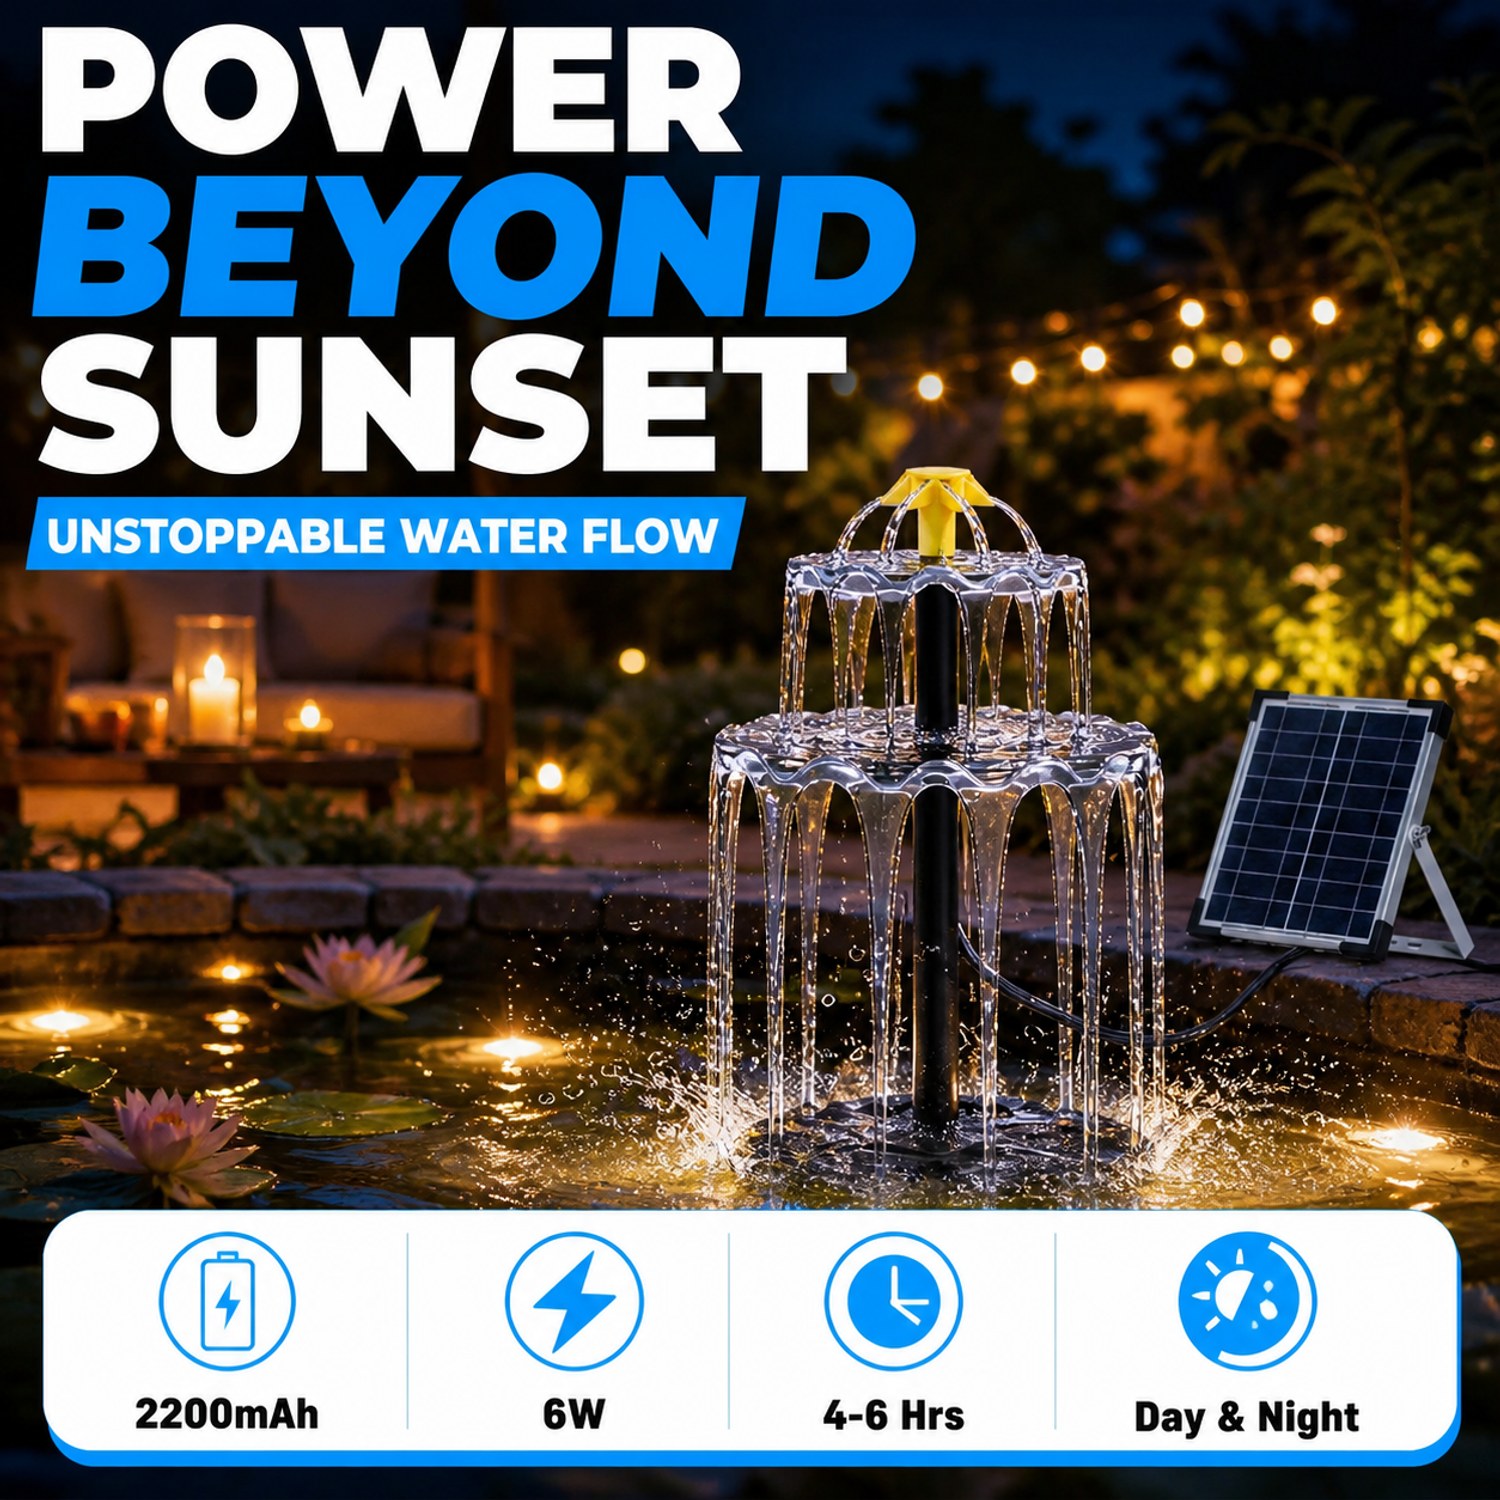 POWER
BEYOND
SUNSET
UNSTOPPABLE WATER FLOW
2200mAh
6W
4-6 Hrs
Day & Night